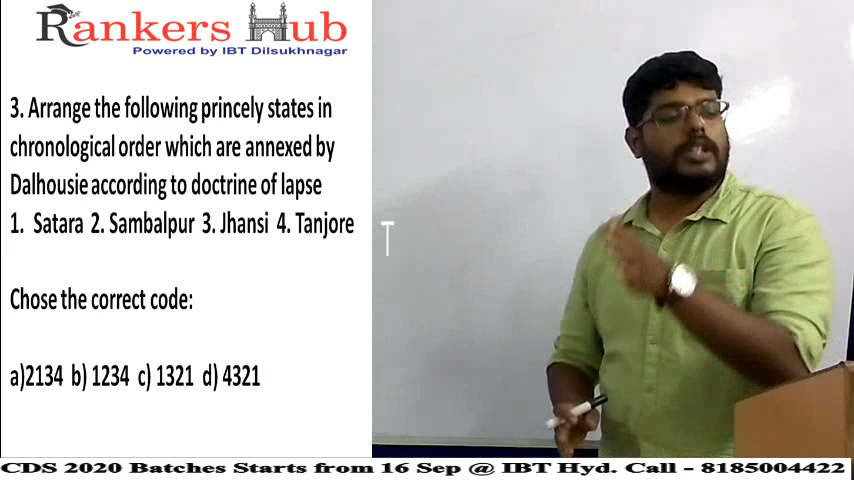 Rankers Hub
Powered by IBT Dilsukhnagar
3. Arrange the following princely states in
chronological order which are annexed by
Dalhousie according to doctrine of lapse
1. Satara 2. Sambalpur 3. Jhansi 4. Tanjore
T
Chose the correct code:
a)2134 b) 1234 c) 1321 d) 4321
CDS 2020 Batches Starts from 16 Sep @ IBT Hyd. Call - 8185004422